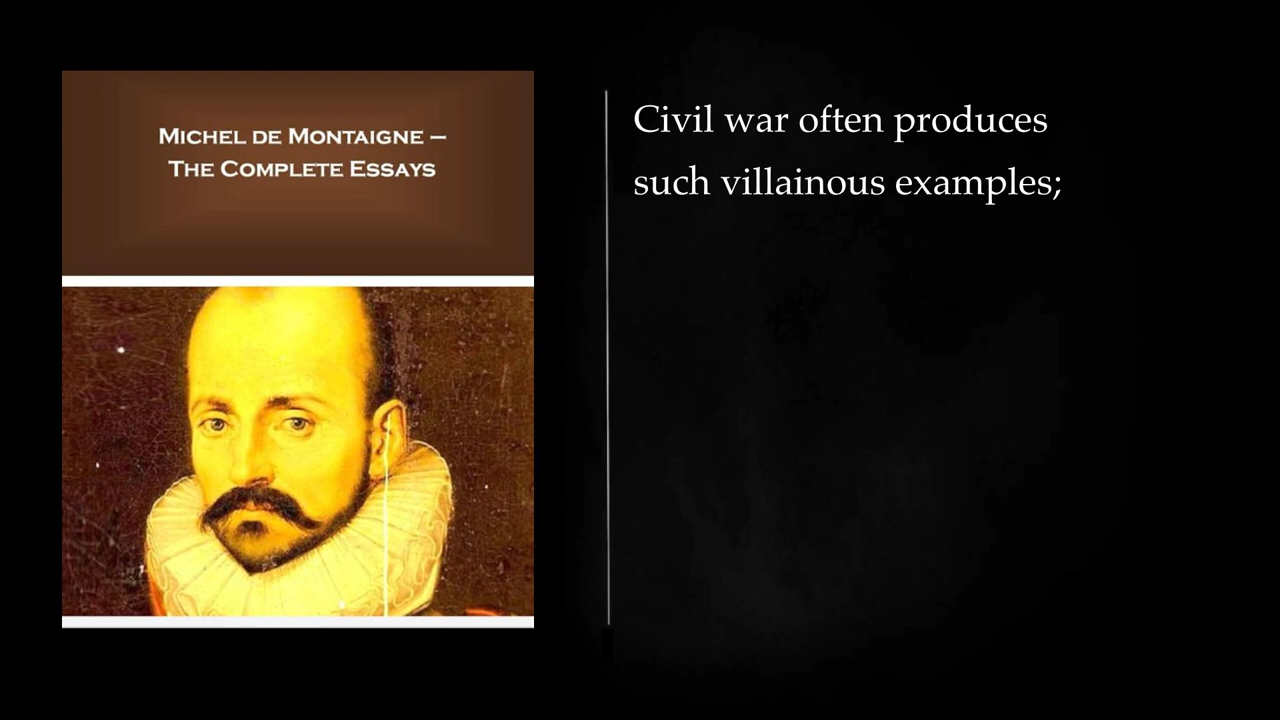 MICHEL DE MONTAIGNE –
THE COMPLETE ESSAYS
Civil war often produces
such villainous examples;